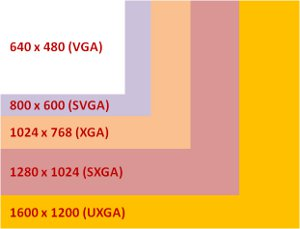 640 x 480 (VGA)
800 x 600 (SVGA)
1024 x 768 (XGA)
1280 x 1024 (SXGA)
1600 x 1200 (UXGA)